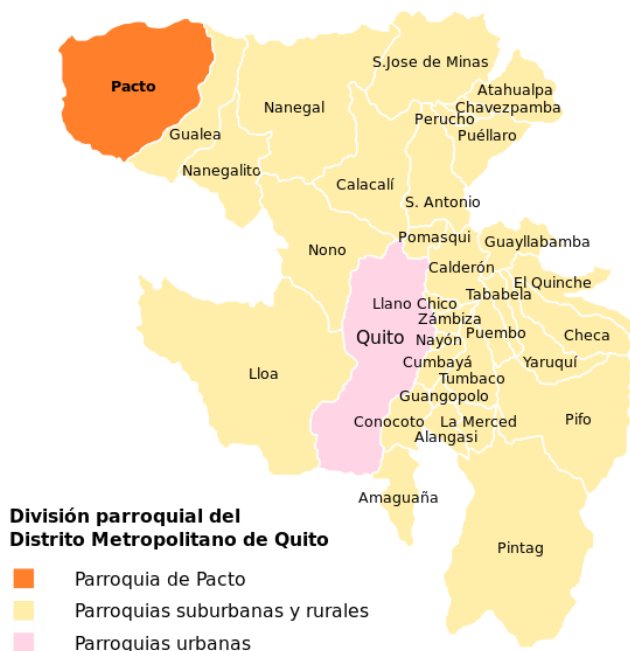 S.Jose de Minas
Pacto
Atahualpa
Nanegal
Chavezpamba
Perucho
Gualea
Puéllaro
Nanegalito
Calacalí
S. Antonio
Pomasqui
Guayllabamba
Nono
Calderón
El Quinche
Tababela
Llano Chico
Zámbiza
Quito
Nayón
Puembo
Checa
Cumbayá
Yaruquí
Lloa
Tumbaco
Guangopolo
Conocoto
La Merced
Pifo
Alangasi
Amaguaña
Pintag
División parroquial del
Distrito Metropolitano de Quito
Parroquia de Pacto
Parroquias suburbanas y rurales
Parroquias urbanas